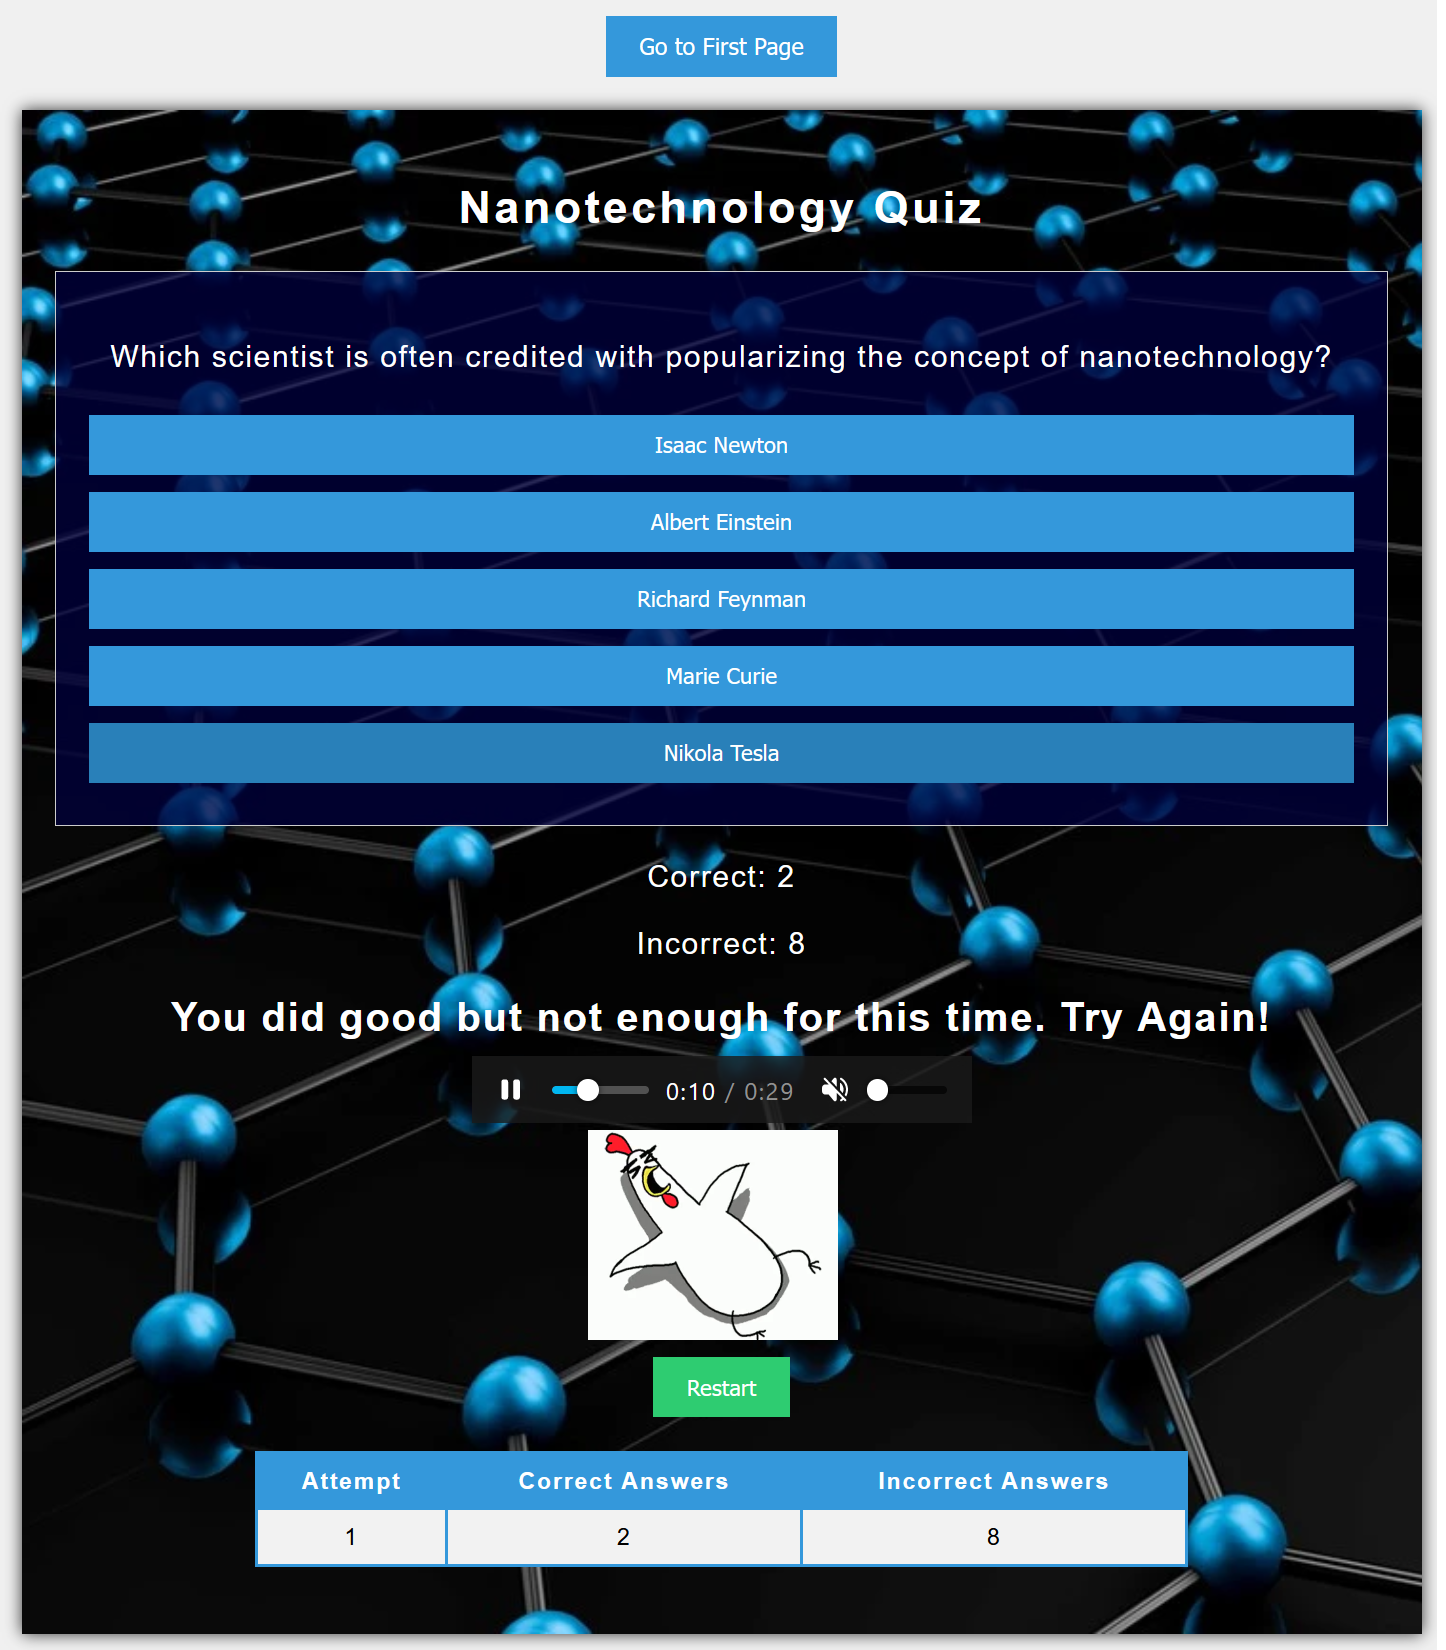 Go to First Page
Nanotechnology Quiz
Which scientist is often credited with popularizing the concept of nanotechnology?
Isaac Newton
Albert Einstein
Richard Feynman
Marie Curie
Nikola Tesla
Correct: 2
Incorrect: 8
You did good but not enough for this time. Try Again!
0:10 / 0:29
Restart
Attempt Correct Answers Incorrect Answers
1 2 8